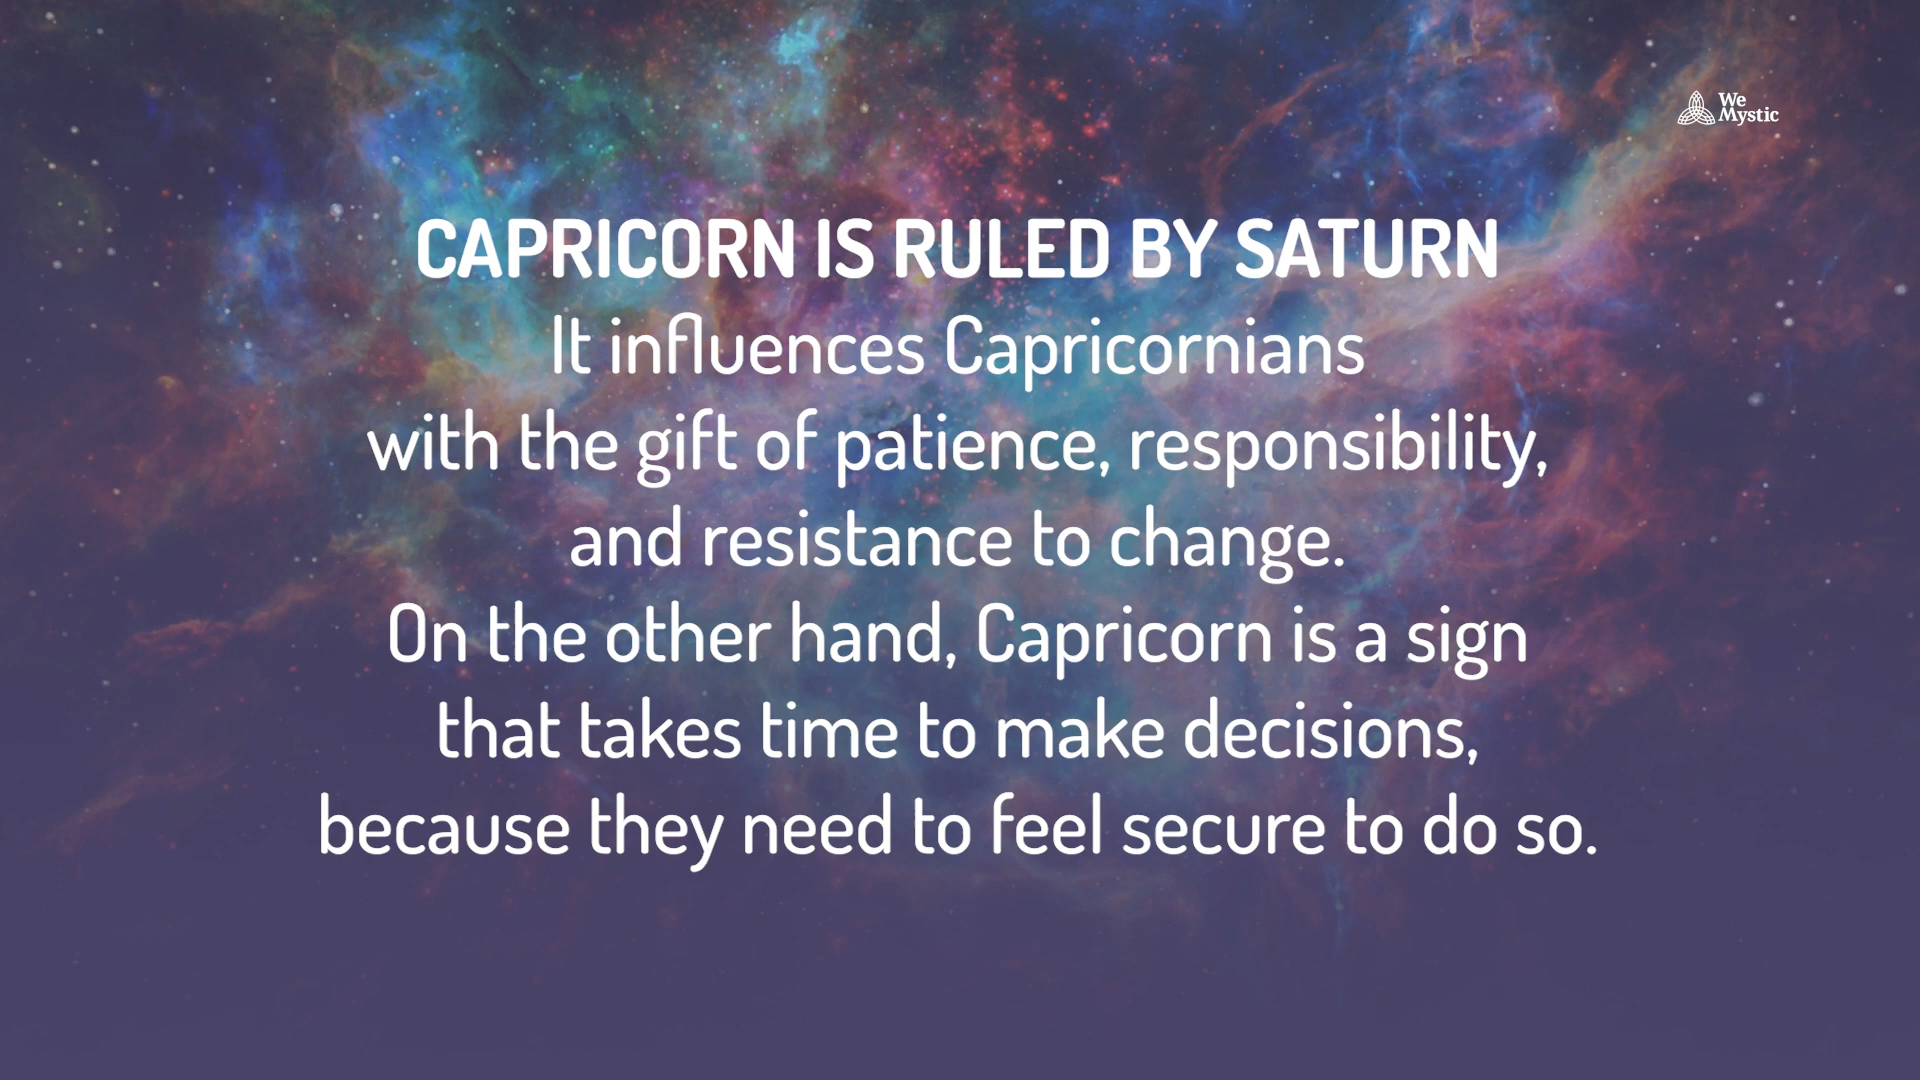 We
Mystic
CAPRICORN IS RULED BY SATURN
It influences Capricornians
with the gift of patience, responsibility,
and resistance to change.
On the other hand, Capricorn is a sign
that takes time to make decisions,
because they need to feel secure to do so.